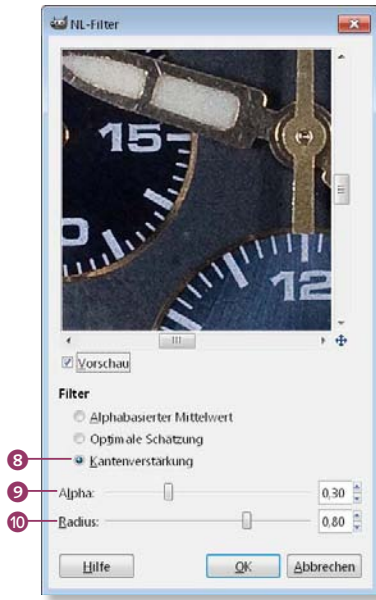 NL-Filter
15
0
12
Vorschau
Filter
Alphabasierter Mittelwert
Optimale Schätzung
8 Kantenverstärkung
9 Alpha: 0,30
10 Radius: 0,80
Hilfe OK Abbrechen